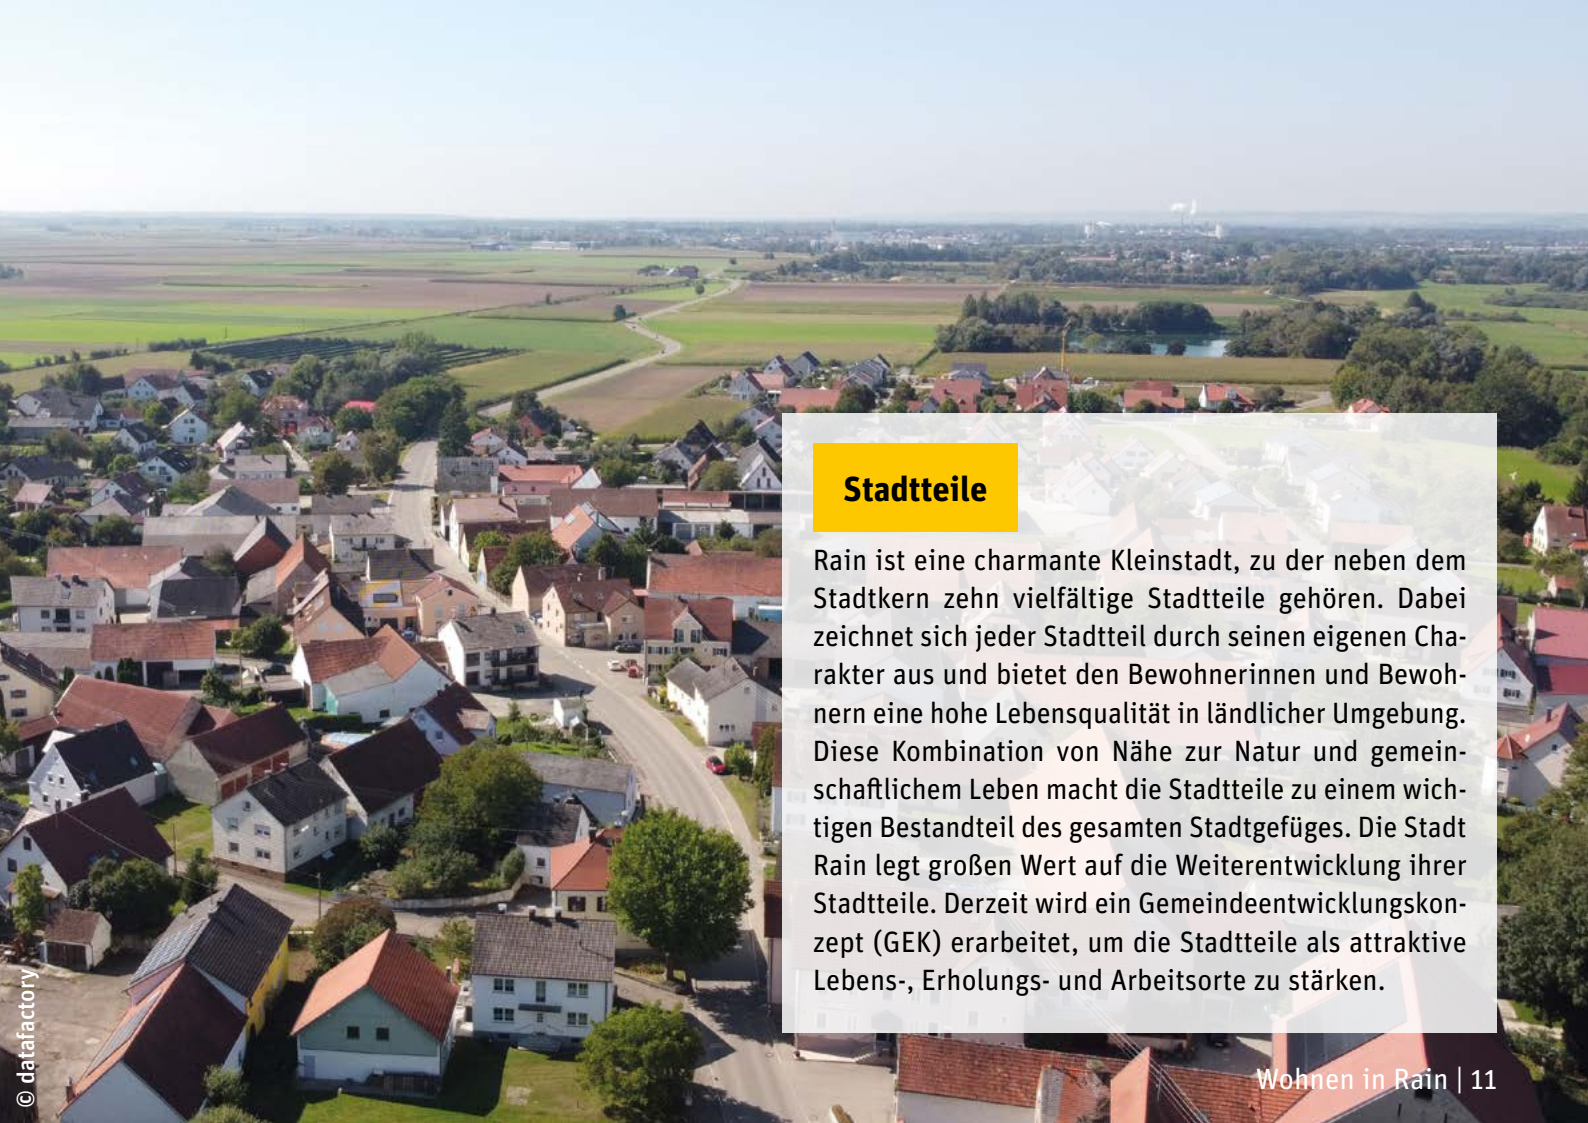 Stadtteile
Rain ist eine charmante Kleinstadt, zu der neben dem
Stadtkern zehn vielfältige Stadtteile gehören. Dabei
zeichnet sich jeder Stadtteil durch seinen eigenen Cha-
rakter aus und bietet den Bewohnerinnen und Bewoh-
nern eine hohe Lebensqualität in ländlicher Umgebung.
Diese Kombination von Nähe zur Natur und gemein-
schaftlichem Leben macht die Stadtteile zu einem wich-
tigen Bestandteil des gesamten Stadtgefüges. Die Stadt
Rain legt großen Wert auf die Weiterentwicklung ihrer
Stadtteile. Derzeit wird ein Gemeindeentwicklungskon-
zept (GEK) erarbeitet, um die Stadtteile als attraktive
Lebens-, Erholungs- und Arbeitsorte zu stärken.
© datafactory
Wohnen in Rain | 11